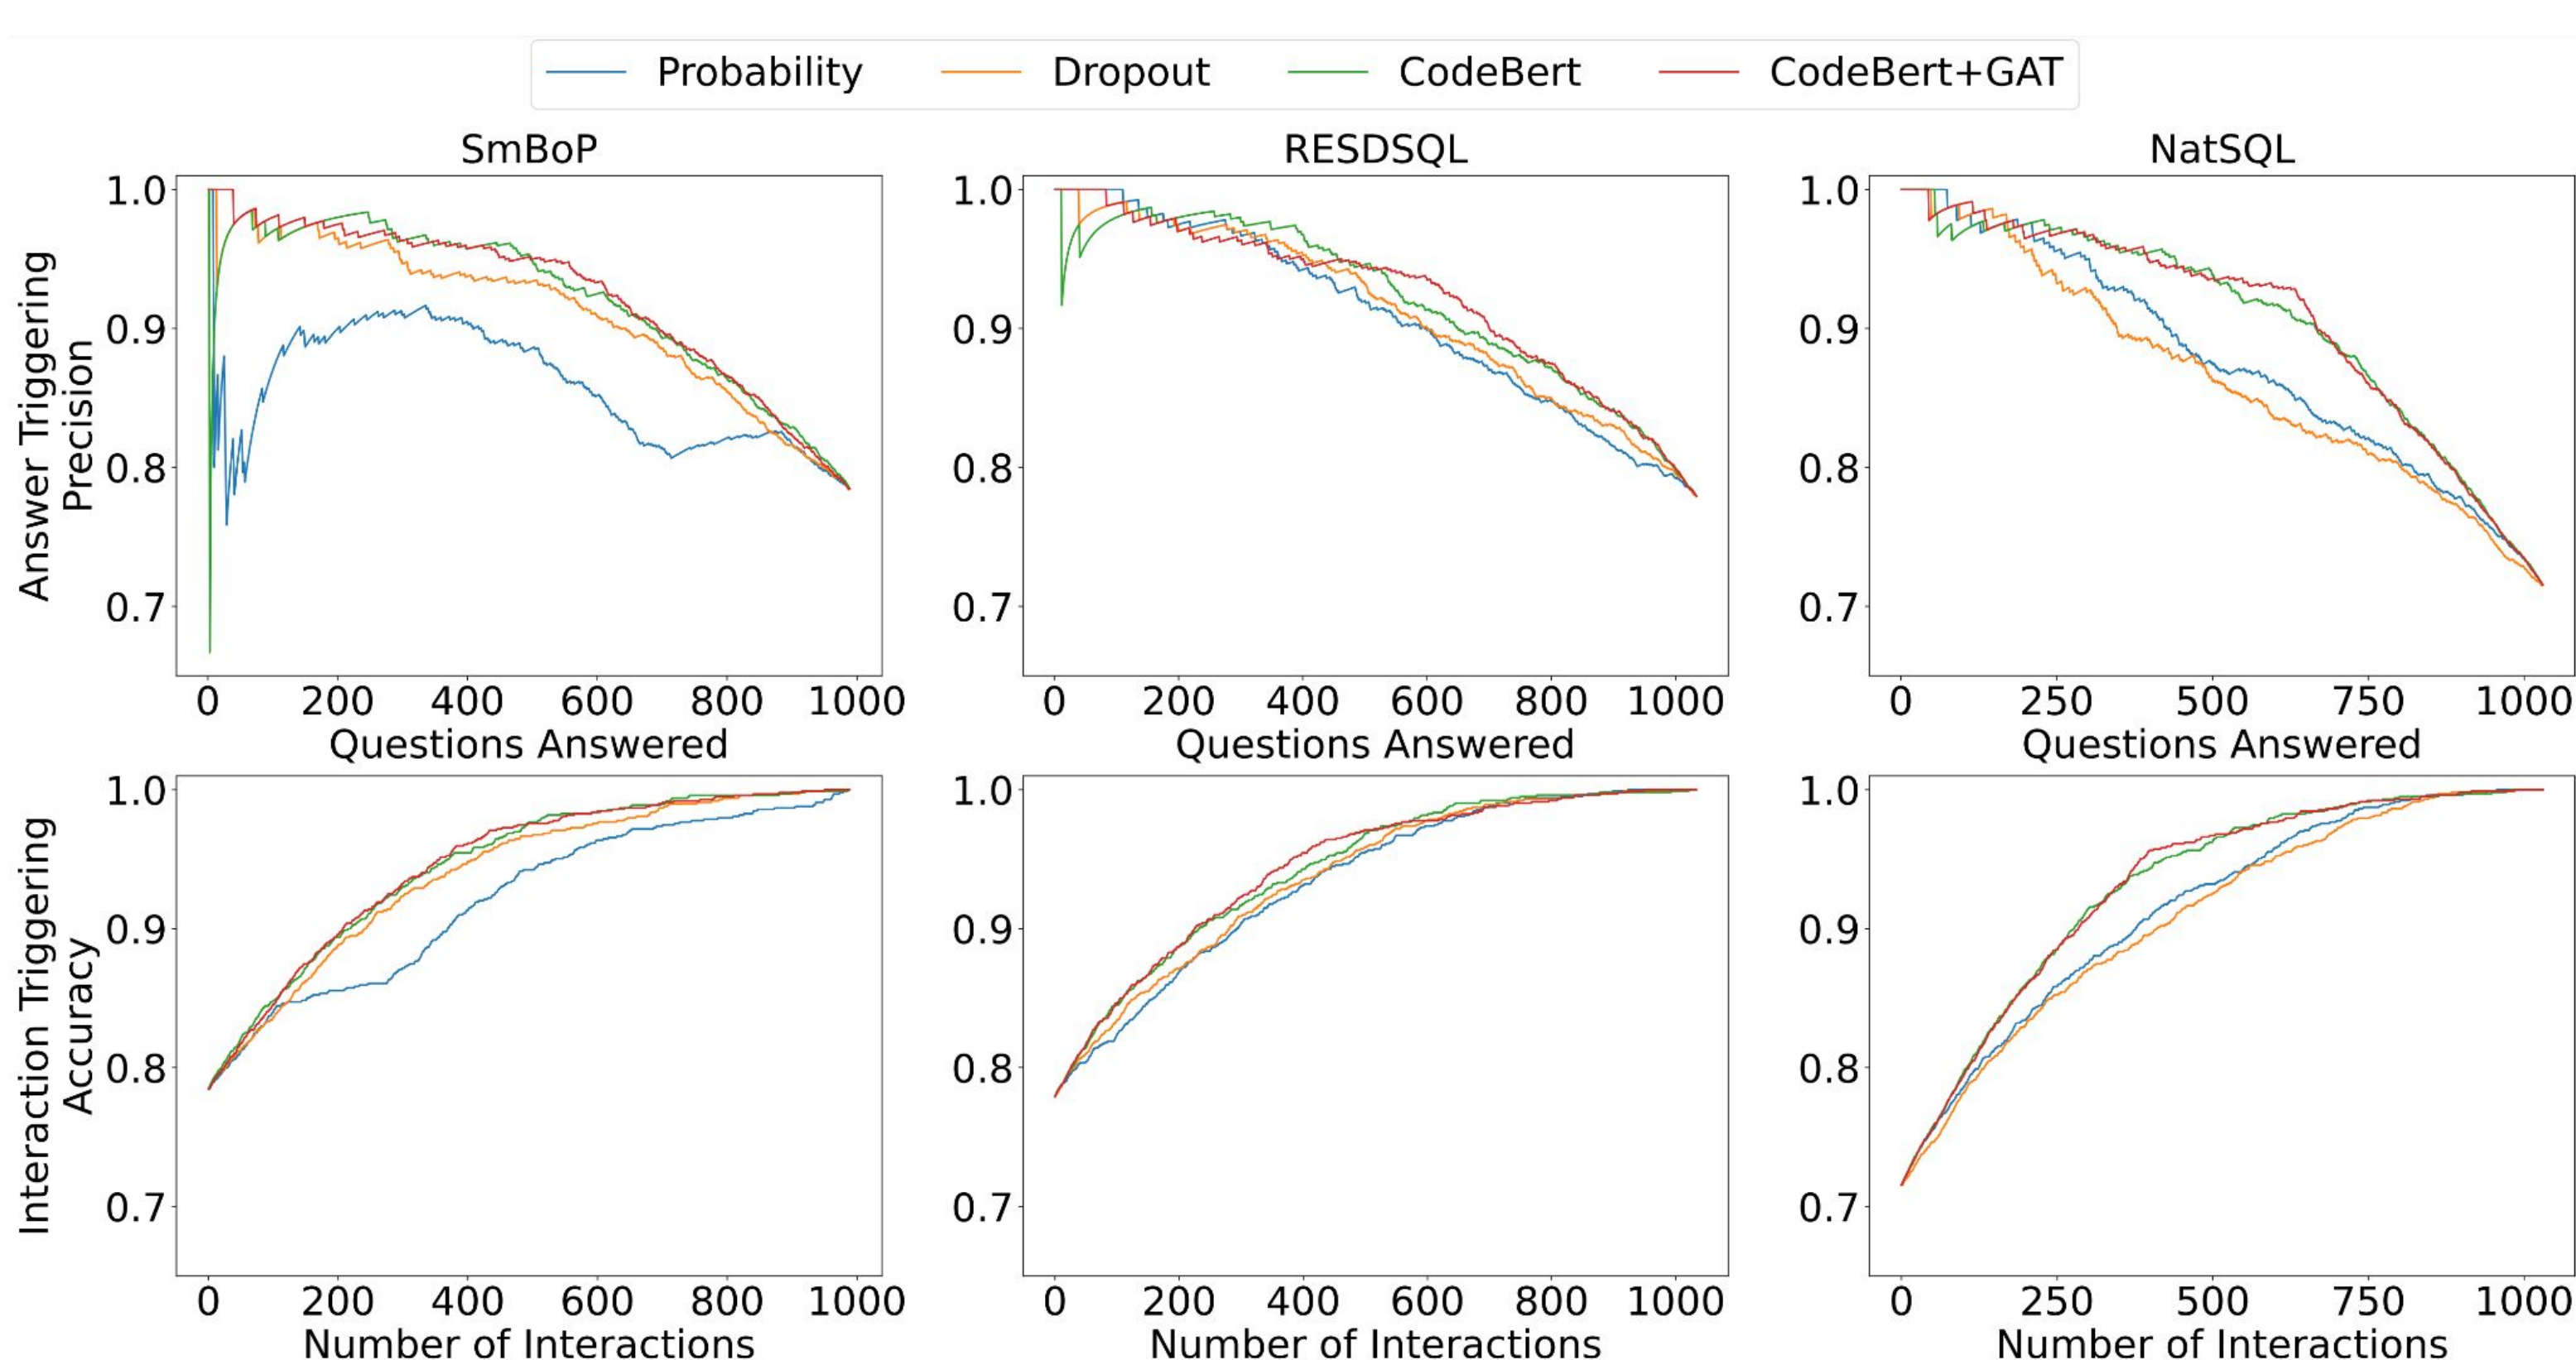 Probability Dropout CodeBert CodeBert+GAT
SmBoP RESDSQL NatSQL
Answer Triggering
Precision
1.0
0.9
0.8
0.7
0 200 400 600 800 1000
Questions Answered
1.0
0.9
0.8
0.7
0 200 400 600 800 1000
Questions Answered
1.0
0.9
0.8
0.7
0 250 500 750 1000
Questions Answered
Interaction Triggering
Accuracy
1.0
0.9
0.8
0.7
0 200 400 600 800 1000
Number of Interactions
1.0
0.9
0.8
0.7
0 200 400 600 800 1000
Number of Interactions
1.0
0.9
0.8
0.7
0 250 500 750 1000
Number of Interactions